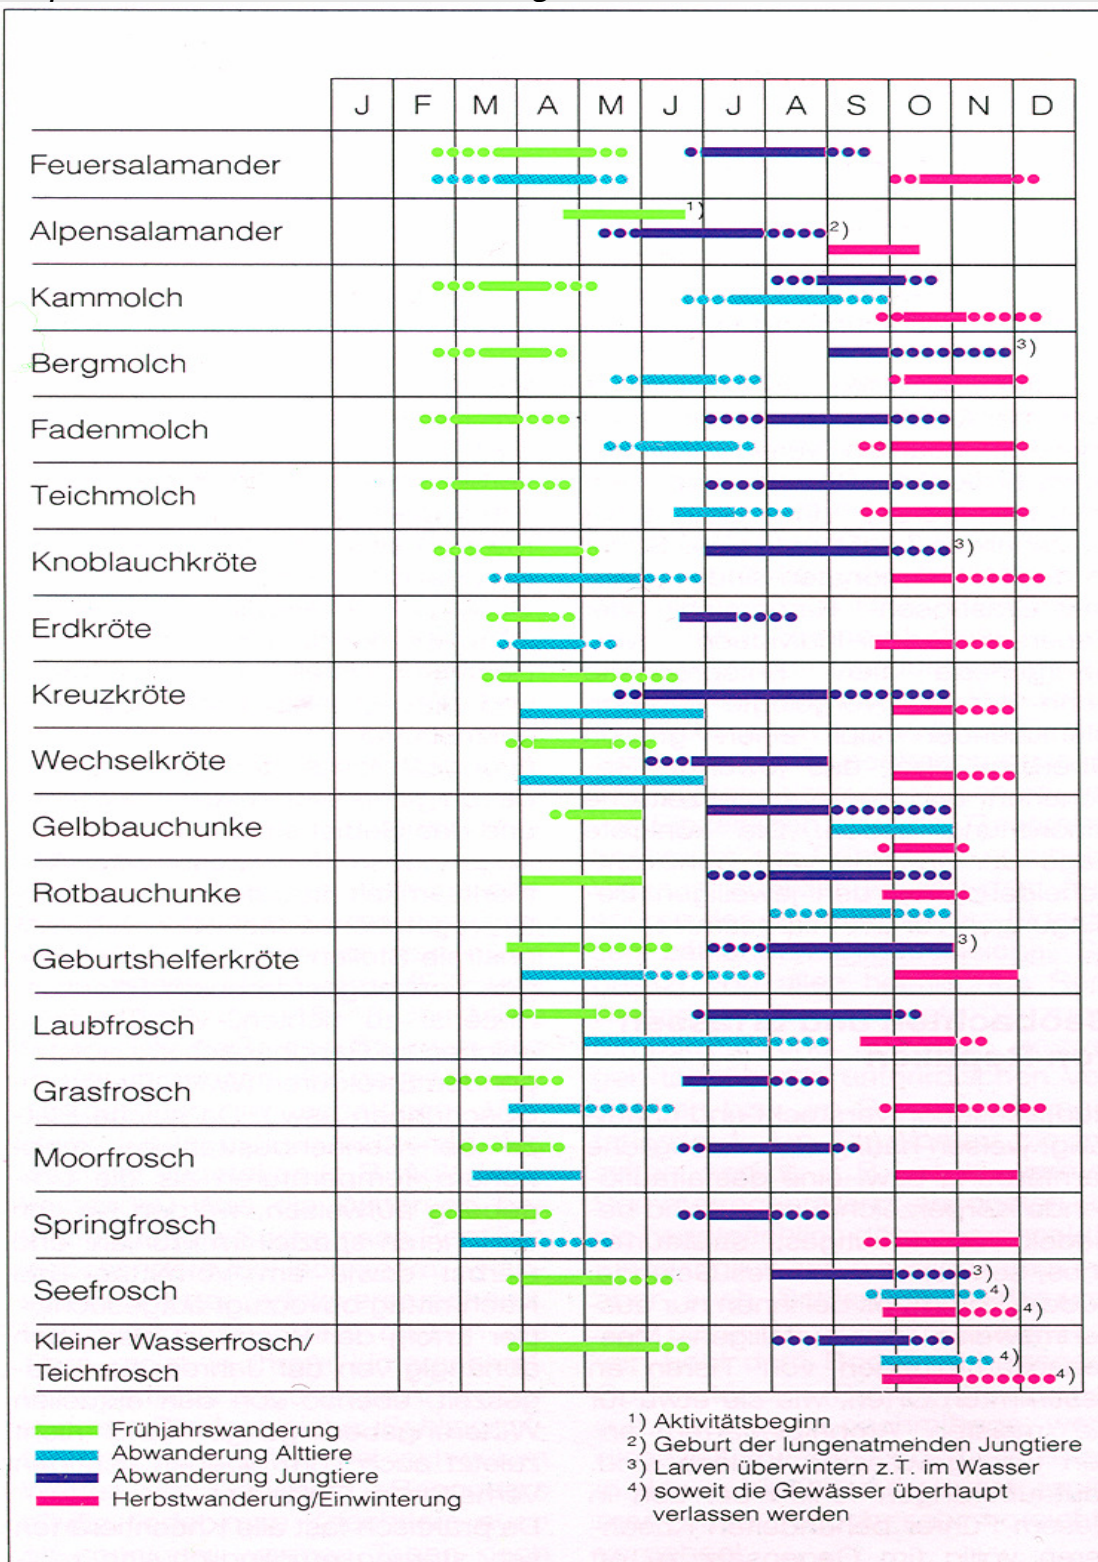 J F M A M J J A S O N D
Feuersalamander
1)
Alpensalamander
2)
Kammolch
3)
Bergmolch
Fadenmolch
Teichmolch
3)
Knoblauchkröte
Erdkröte
Kreuzkröte
Wechselkröte
Gelbbauchunke
Rotbauchunke
3)
Geburtshelferkröte
Laubfrosch
Grasfrosch
Moorfrosch
Springfrosch
3)
Seefrosch
4)
4)
Kleiner Wasserfrosch/
4)
Teichfrosch
4)
Frühjahrswanderung
Abwanderung Alttiere
Abwanderung Jungtiere
Herbstwanderung/Einwinterung
1) Aktivitätsbeginn
2) Geburt der lungenatmenden Jungtiere
3) Larven überwintern z.T. im Wasser
4) soweit die Gewässer überhaupt
verlassen werden